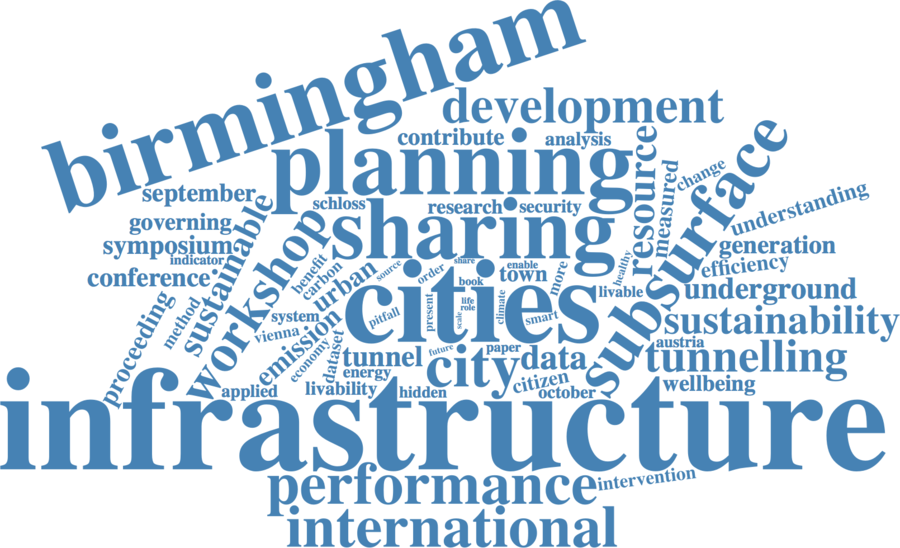 birmingham
development
contribute
analysis
planning
resource
measured
change
subsurface
september
schloss
research
security
understanding
governing
sustainable
workshop
sharing
symposium
indicator
generation
efficiency
conference
benefit
carbon
urban
source
order
share
enable
book
town
more
healthy
livable
underground
proceeding
method
system
vienna
emission
economy
dataset
pitfall
cities
present
scale
life
role
climate
smart
sustainability
austria
tunnelling
tunnel
future
paper
city
data
citizen
energy
livability
applied
hidden
october
wellbeing
infrastructure
performance
intervention
international